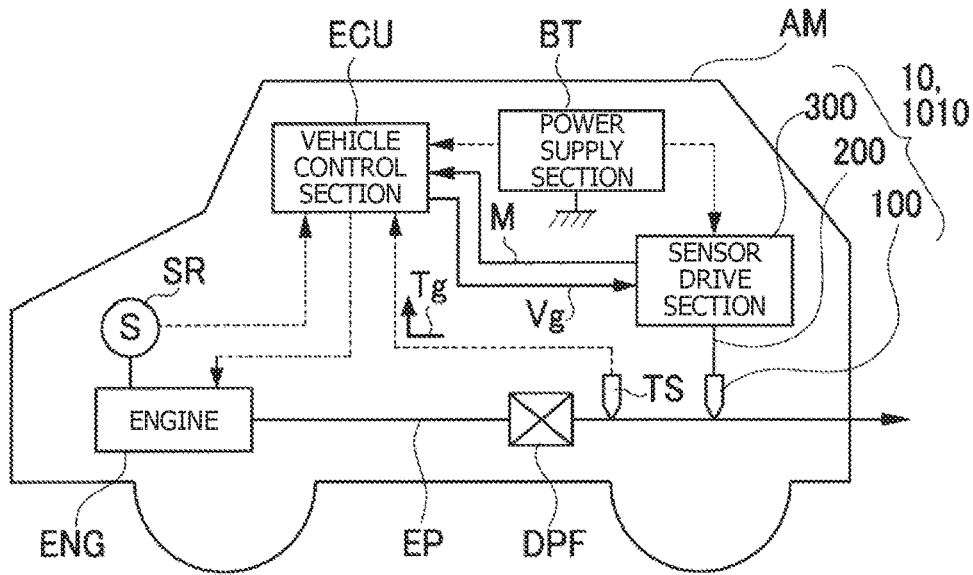 ECU
BT
AM
10,
1010
300
200
100
VEHICLE
CONTROL
SECTION
POWER
SUPPLY
SECTION
M
SENSOR
DRIVE
SECTION
SR
Tg
Vg
S
TS
ENGINE
ENG
EP
DPF